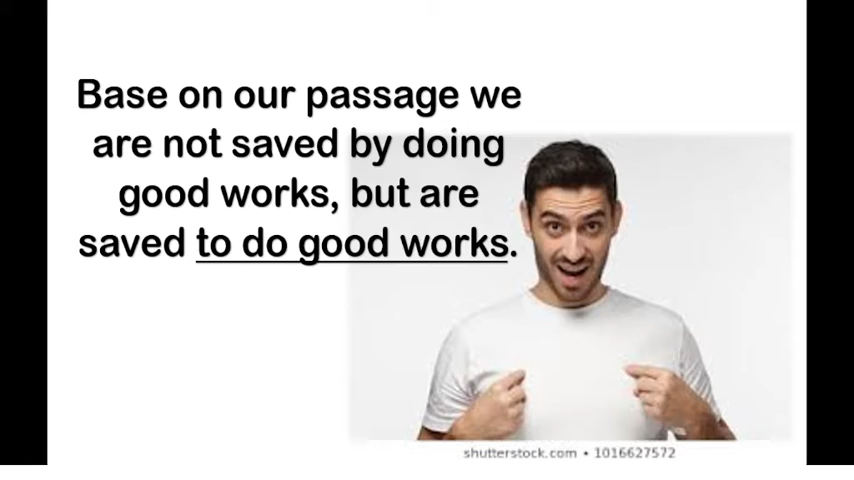 Base on our passage we
are not saved by doing
good works, but are
saved to do good works.
shutterstock.com • 1016627572